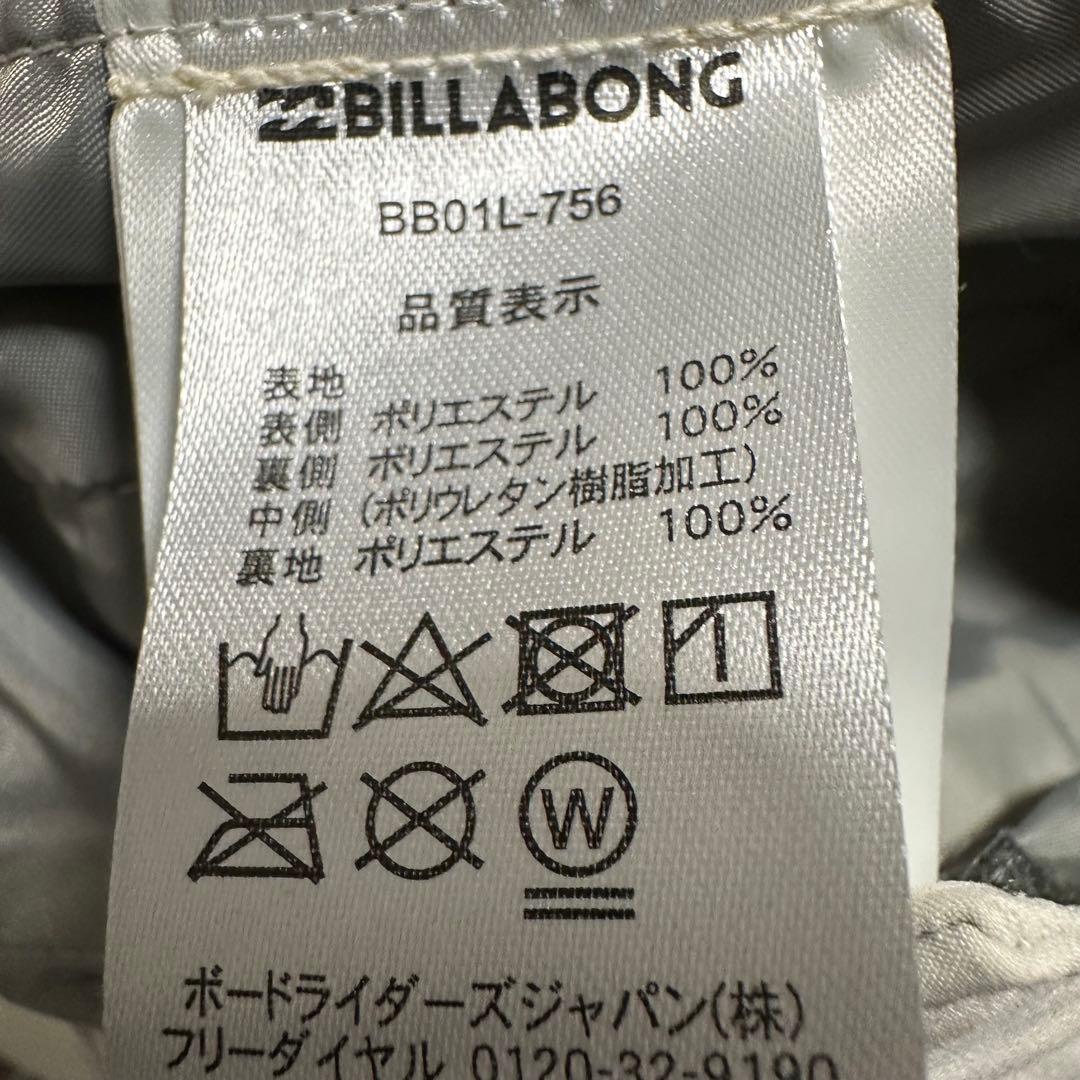 BILLABONG
BB01L-756
品質表示
表地
表側 ポリエステル 100%
裏側 ポリエステル 100%
中側 (ポリウレタン樹脂加工)
裏地 ポリエステル 100%
W
ボードライダーズジャパン(株)
フリーダイヤル 0120-32-9190